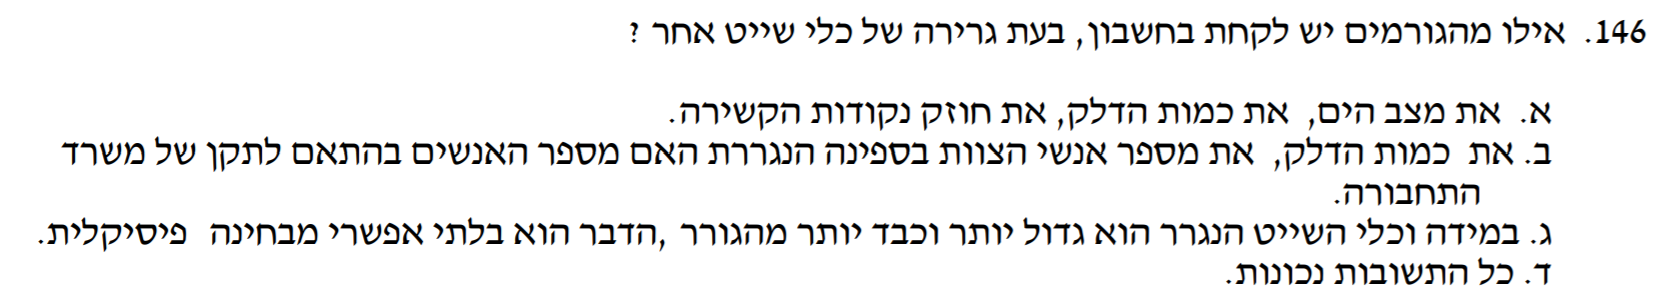 146. אילו מהגורמים יש לקחת בחשבון, בעת גרירה של כלי שייט אחר ?
א. את מצב הים, את כמות הדלק, את חוזק נקודות הקשירה.
ב. את כמות הדלק, את מספר אנשי הצוות בספינה הנגררת האם מספר האנשים בהתאם לתקן של משרד
התחבורה.
ג. במידה וכלי השייט הנגרר הוא גדול יותר וכבד יותר מהגורר ,הדבר הוא בלתי אפשרי מבחינה פיסיקלית.
ד. כל התשובות נכונות.